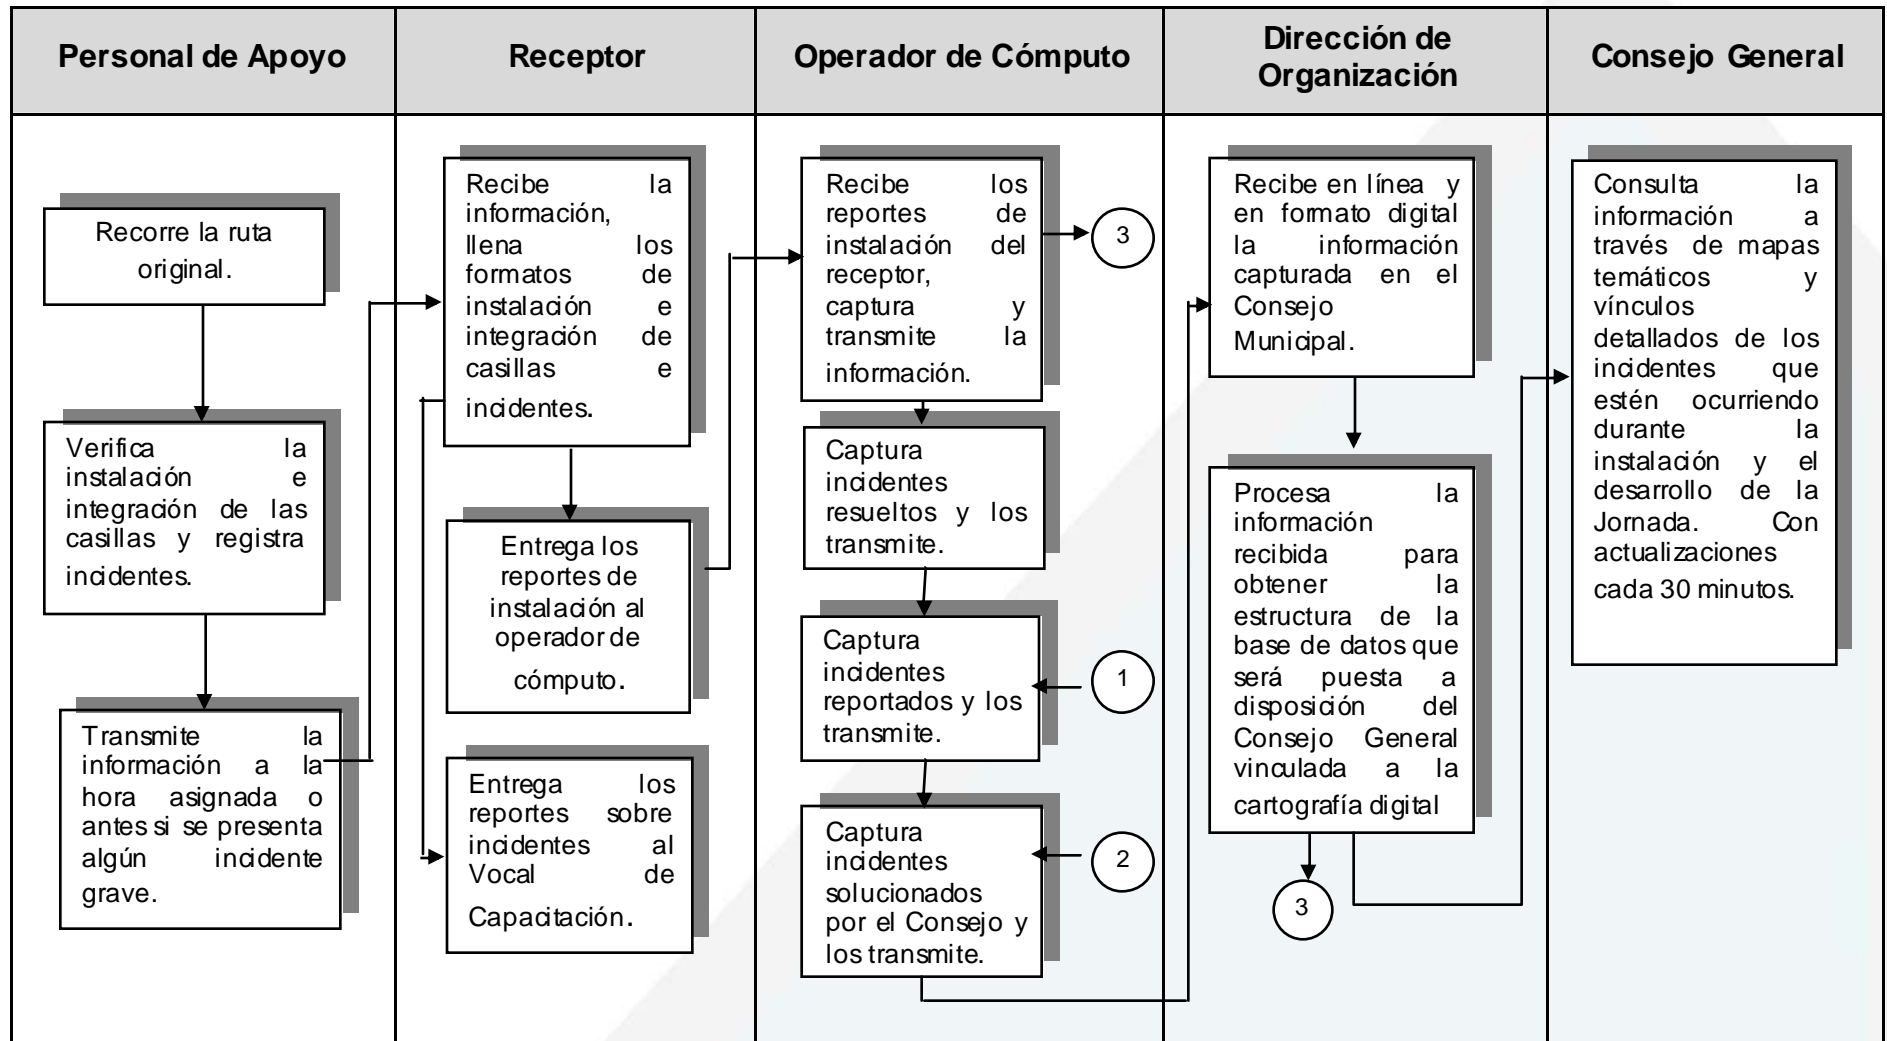 Personal de Apoyo
Receptor
Operador de Cómputo
Dirección de
Organización
Consejo General
Recorre la ruta
original.
Verifica la
instalación e
integración de las
casillas y registra
incidentes.
Transmite la
información a la
hora asignada o
antes si se presenta
algún incidente
grave.
Recibe la
información,
llena los
formatos de
instalación e
integración de
casillas e
incidentes.
Entrega los
reportes de
instalación al
operador de
cómputo.
Entrega los
reportes sobre
incidentes al
Vocal de
Capacitación.
Recibe los
reportes de
instalación del
receptor,
captura y
transmite la
información.
3
Captura
incidentes
resueltos y los
transmite.
Captura
incidentes
reportados y los
transmite.
1
Captura
incidentes
solucionados
por el Consejo y
los transmite.
2
Recibe en línea y
en formato digital
la información
capturada en el
Consejo
Municipal.
Procesa la
información
recibida para
obtener la
estructura de la
base de datos que
será puesta a
disposición del
Consejo General
vinculada a la
cartografía digital
3
Consulta la
información a
través de mapas
temáticos y
vínculos
detallados de los
incidentes que
estén ocurriendo
durante la
instalación y el
desarrollo de la
Jornada. Con
actualizaciones
cada 30 minutos.